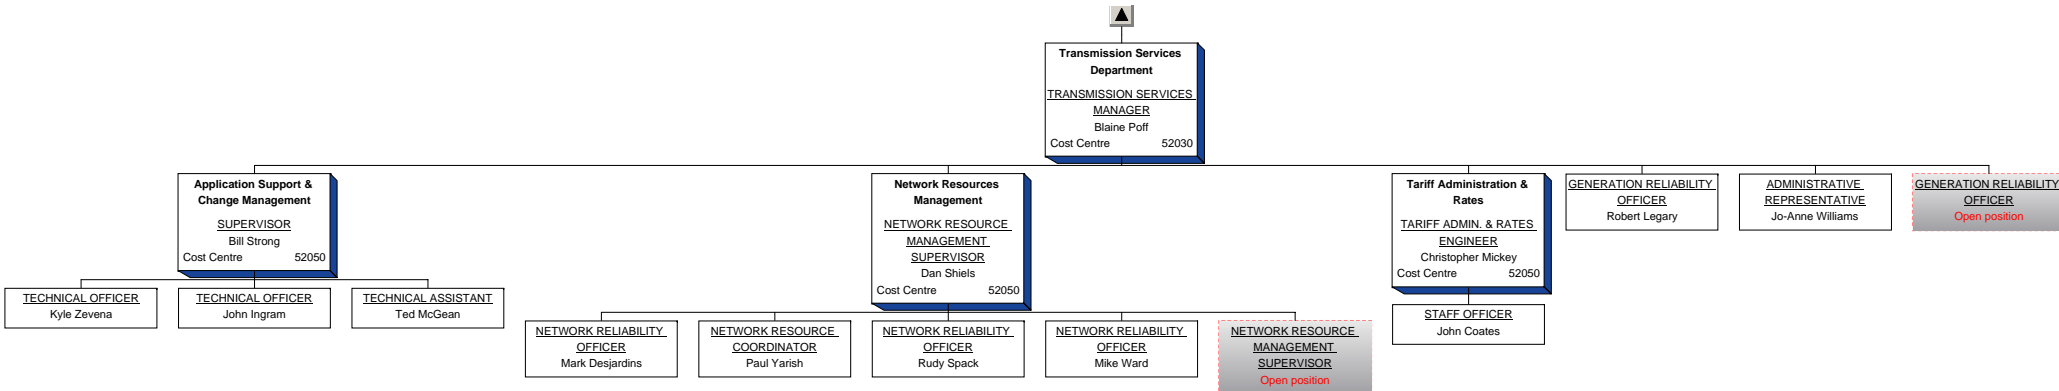 Transmission Services
Department
TRANSMISSION SERVICES
MANAGER
Blaine Poff
Cost Centre 52030
Application Support &
Change Management
SUPERVISOR
Bill Strong
Cost Centre 52050
Network Resources
Management
NETWORK RESOURCE
MANAGEMENT
SUPERVISOR
Dan Shiels
Cost Centre 52050
Tariff Administration &
Rates
TARIFF ADMIN. & RATES
ENGINEER
Christopher Mickey
Cost Centre 52050
GENERATION RELIABILITY
OFFICER
Robert Legary
ADMINISTRATIVE
REPRESENTATIVE
Jo-Anne Williams
GENERATION RELIABILITY
OFFICER
Open position
TECHNICAL OFFICER
Kyle Zevena
TECHNICAL OFFICER
John Ingram
TECHNICAL ASSISTANT
Ted McGean
NETWORK RELIABILITY
OFFICER
Mark Desjardins
NETWORK RESOURCE
COORDINATOR
Paul Yarish
NETWORK RELIABILITY
OFFICER
Rudy Spack
NETWORK RELIABILITY
OFFICER
Mike Ward
NETWORK RESOURCE
MANAGEMENT
SUPERVISOR
Open position
STAFF OFFICER
John Coates